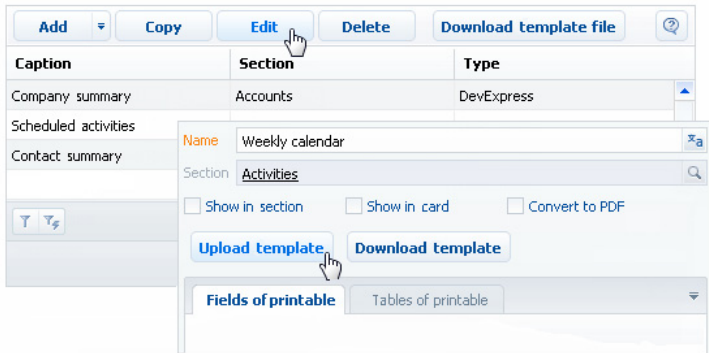 Add Copy Edit Delete Download template file
Caption Section Type
Company summary Accounts DevExpress
Scheduled activities
Contact summary
Name Weekly calendar
Section Activities
Show in section Show in card Convert to PDF
Upload template Download template
Fields of printable Tables of printable